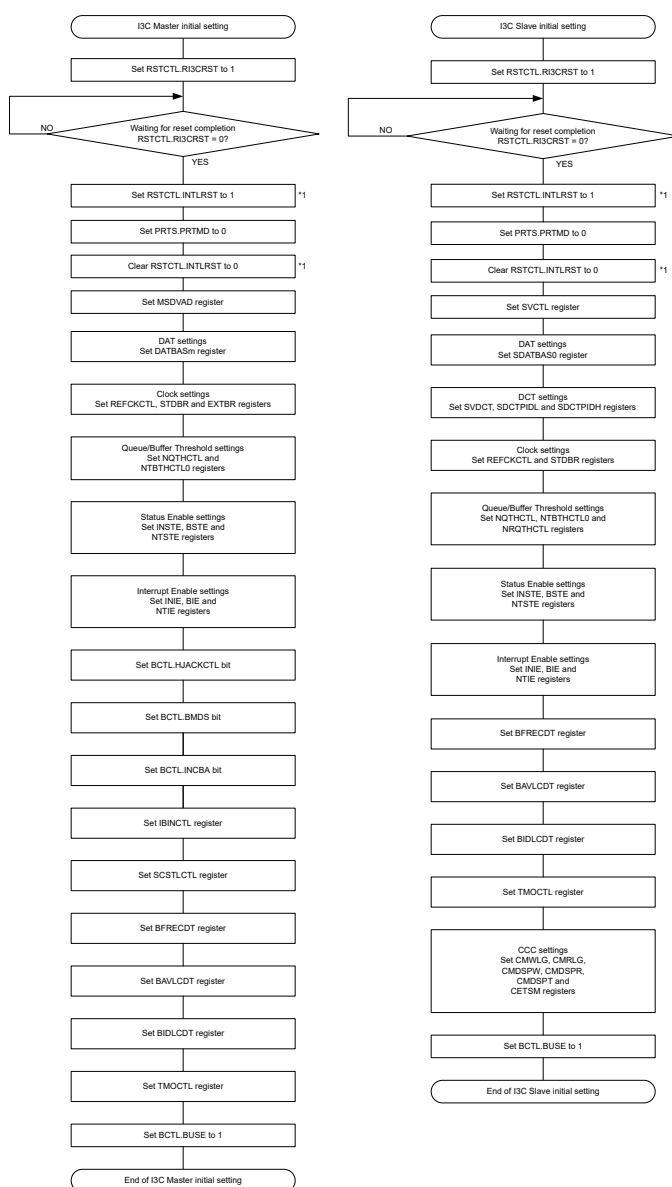 I3C Master initial setting
Set RSTCTL.RI3CRST to 1
NO
Waiting for reset completion
RSTCTL.RI3CRST = 0?
YES
Set RSTCTL.INTLRST to 1
*1
Set PRTS.PRTMD to 0
Clear RSTCTL.INTLRST to 0
*1
Set MSDVAD register
DAT settings
Set DATBASm register
Clock settings
Set REFCKCTL, STDBR and EXTBR registers
Queue/Buffer Threshold settings
Set NQTHCTL and
NTBTHCTL0 registers
Status Enable settings
Set INSTE, BSTE and
NTSTE registers
Interrupt Enable settings
Set INIE, BIE and
NTIE registers
Set BCTL.HJACKCTL bit
Set BCTL.BMDS bit
Set BCTL.INCBA bit
Set IBINCTL register
Set SCSTLCTL register
Set BFRECDT register
Set BAVLCDT register
Set BIDLCDT register
Set TMOCTL register
Set BCTL.BUSE to 1
End of I3C Master initial setting
I3C Slave initial setting
Set RSTCTL.RI3CRST to 1
NO
Waiting for reset completion
RSTCTL.RI3CRST = 0?
YES
Set RSTCTL.INTLRST to 1
*1
Set PRTS.PRTMD to 0
Clear RSTCTL.INTLRST to 0
*1
Set SVCTL register
DAT settings
Set SDATBAS0 register
DCT settings
Set SVDCT, SDCTPIDL and SDCTPIDH registers
Clock settings
Set REFCKCTL and STDBR registers
Queue/Buffer Threshold settings
Set NQTHCTL, NTBTHCTL0 and
NRQTHCTL registers
Status Enable settings
Set INSTE, BSTE and
NTSTE registers
Interrupt Enable settings
Set INIE, BIE and
NTIE registers
Set BFRECDT register
Set BAVLCDT register
Set BIDLCDT register
Set TMOCTL register
CCC settings
Set CMWLG, CMRLG,
CMDSPW, CMDSPR,
CMDSPT and
CETSM registers
Set BCTL.BUSE to 1
End of I3C Slave initial setting